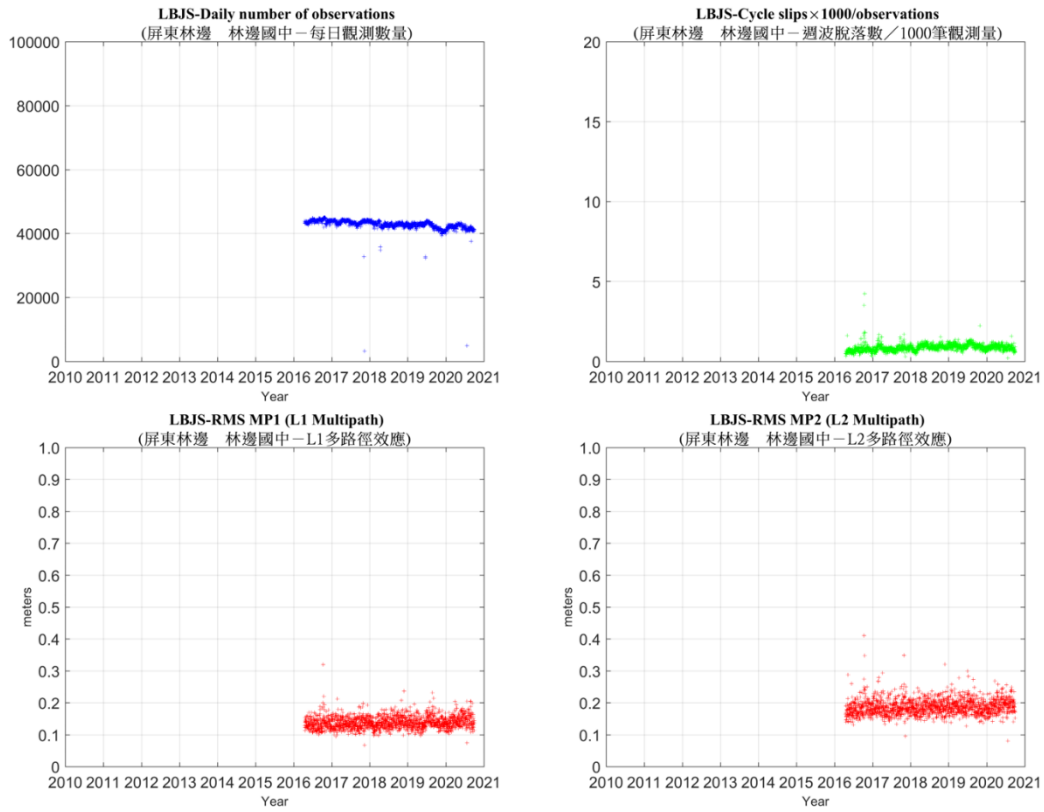 LBJS-Daily number of observations
(屏東林邊　林邊國中－每日觀測數量)
100000
80000
60000
40000
20000
0
2010 2011 2012 2013 2014 2015 2016 2017 2018 2019 2020 2021
Year
LBJS-Cycle slips×1000/observations
(屏東林邊　林邊國中－週波脫落數／1000筆觀測量)
20
15
10
5
0
2010 2011 2012 2013 2014 2015 2016 2017 2018 2019 2020 2021
Year
LBJS-RMS MP1 (L1 Multipath)
(屏東林邊　林邊國中－L1多路徑效應)
1.0
0.9
0.8
0.7
0.6
0.5
0.4
0.3
0.2
0.1
0
meters
2010 2011 2012 2013 2014 2015 2016 2017 2018 2019 2020 2021
Year
LBJS-RMS MP2 (L2 Multipath)
(屏東林邊　林邊國中－L2多路徑效應)
1.0
0.9
0.8
0.7
0.6
0.5
0.4
0.3
0.2
0.1
0
meters
2010 2011 2012 2013 2014 2015 2016 2017 2018 2019 2020 2021
Year